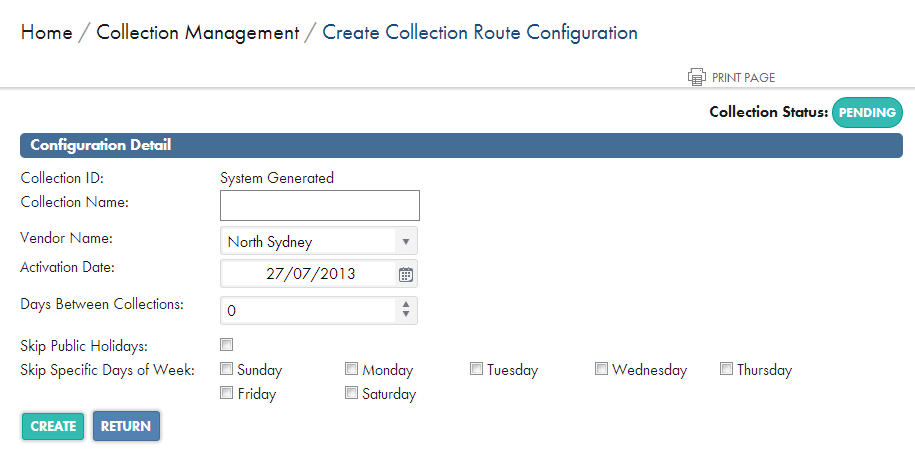 Home / Collection Management / Create Collection Route Configuration
PRINT PAGE
Collection Status: PENDING
Configuration Detail
Collection ID: System Generated
Collection Name:
Vendor Name: North Sydney
Activation Date: 27/07/2013
Days Between Collections: 0
Skip Public Holidays:
Skip Specific Days of Week: Sunday Monday Tuesday Wednesday Thursday
Friday Saturday
CREATE RETURN